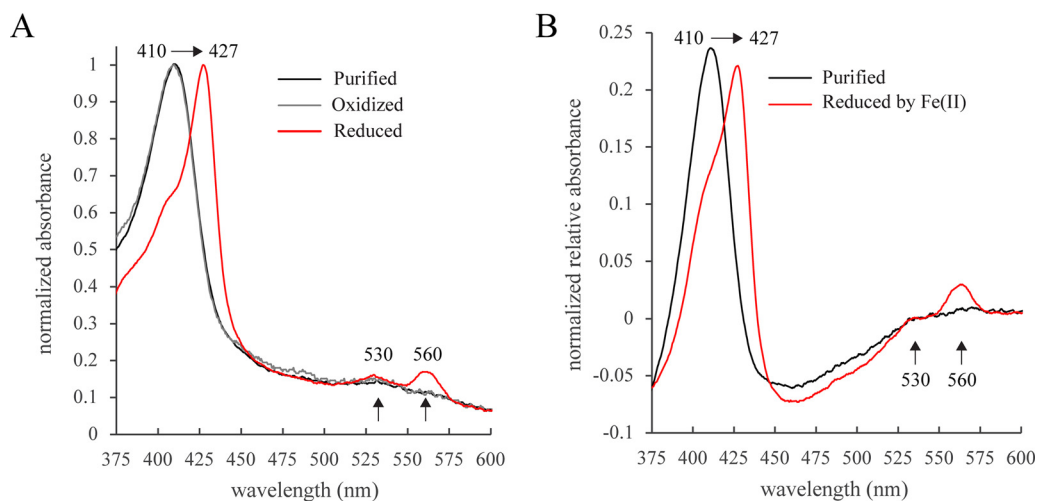 A
410 → 427
Purified
Oxidized
Reduced
530
560
normalized absorbance
1
0.9
0.8
0.7
0.6
0.5
0.4
0.3
0.2
0.1
0
375 400 425 450 475 500 525 550 575 600
wavelength (nm)
B
410 → 427
Purified
Reduced by Fe(II)
530
560
normalized relative absorbance
0.25
0.2
0.15
0.1
0.05
0
-0.05
-0.1
375 400 425 450 475 500 525 550 575 600
wavelength (nm)